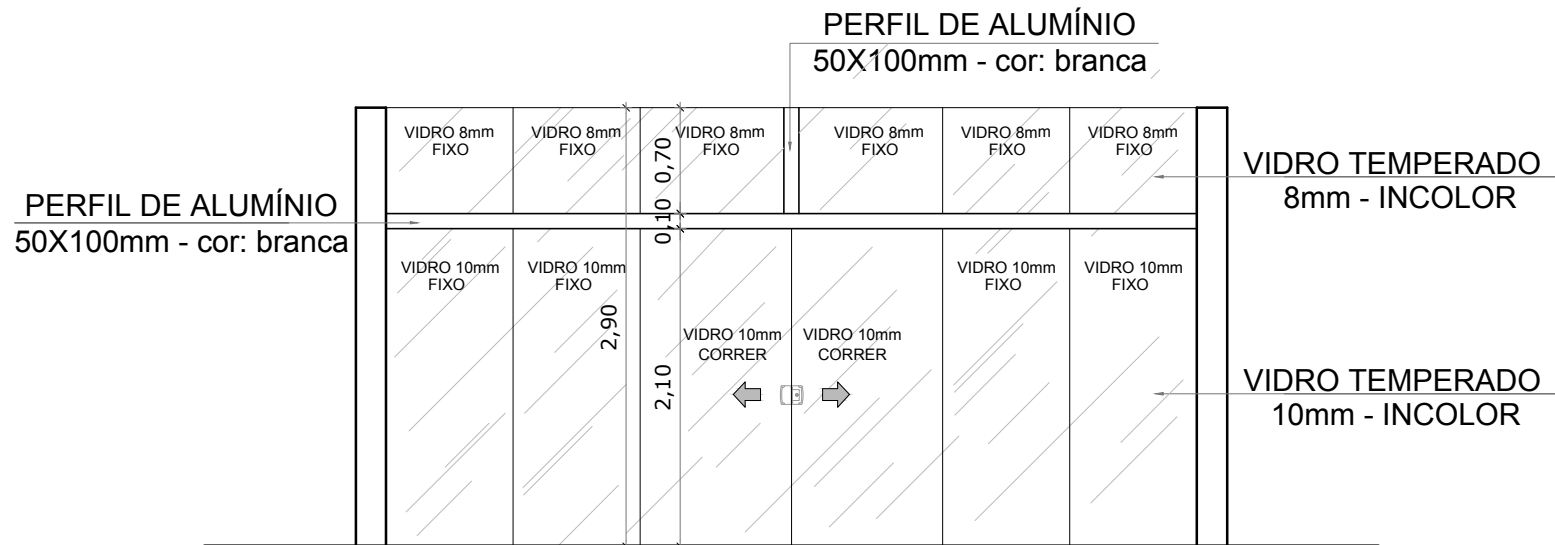 PERFIL DE ALUMÍNIO
50X100mm - cor: branca
VIDRO 8mm
FIXO
VIDRO 8mm
FIXO
VIDRO 8mm
FIXO
VIDRO 8mm
FIXO
VIDRO 8mm
FIXO
VIDRO 8mm
FIXO
0,70
VIDRO TEMPERADO
8mm - INCOLOR
PERFIL DE ALUMÍNIO
50X100mm - cor: branca
0,10
VIDRO 10mm
FIXO
VIDRO 10mm
FIXO
VIDRO 10mm
FIXO
VIDRO 10mm
FIXO
2,90
VIDRO 10mm
CORRER
VIDRO 10mm
CORRER
2,10
VIDRO TEMPERADO
10mm - INCOLOR